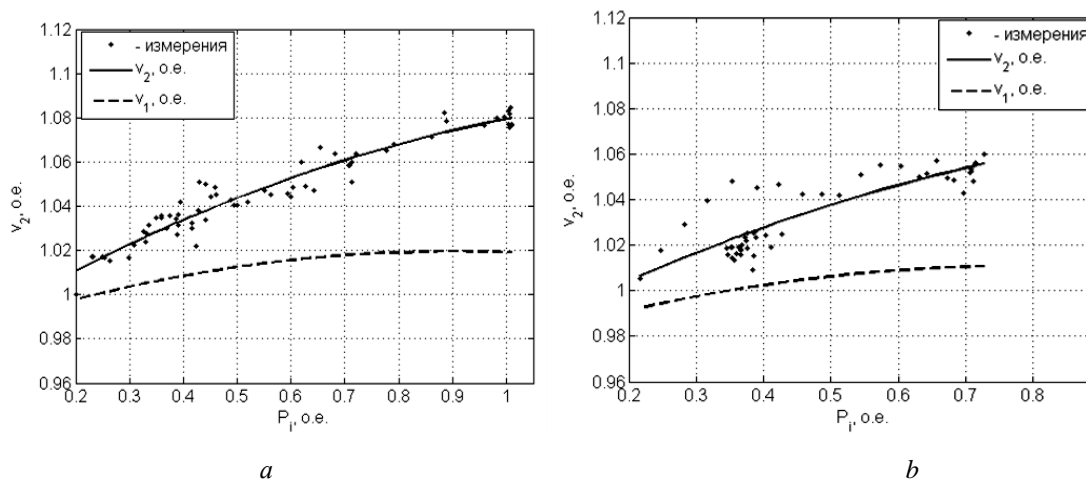 1.12
1.1
1.08
1.06
1.04
1.02
1
0.98
0.96
v₂, о.е.
- измерения
v₂, о.е.
v₁, о.е.
0.2 0.3 0.4 0.5 0.6 0.7 0.8 0.9 1
Pᵢ, о.е.
a
1.12
1.1
1.08
1.06
1.04
1.02
1
0.98
0.96
v₂, о.е.
- измерения
v₂, о.е.
v₁, о.е.
0.2 0.3 0.4 0.5 0.6 0.7 0.8
Pᵢ, о.е.
b